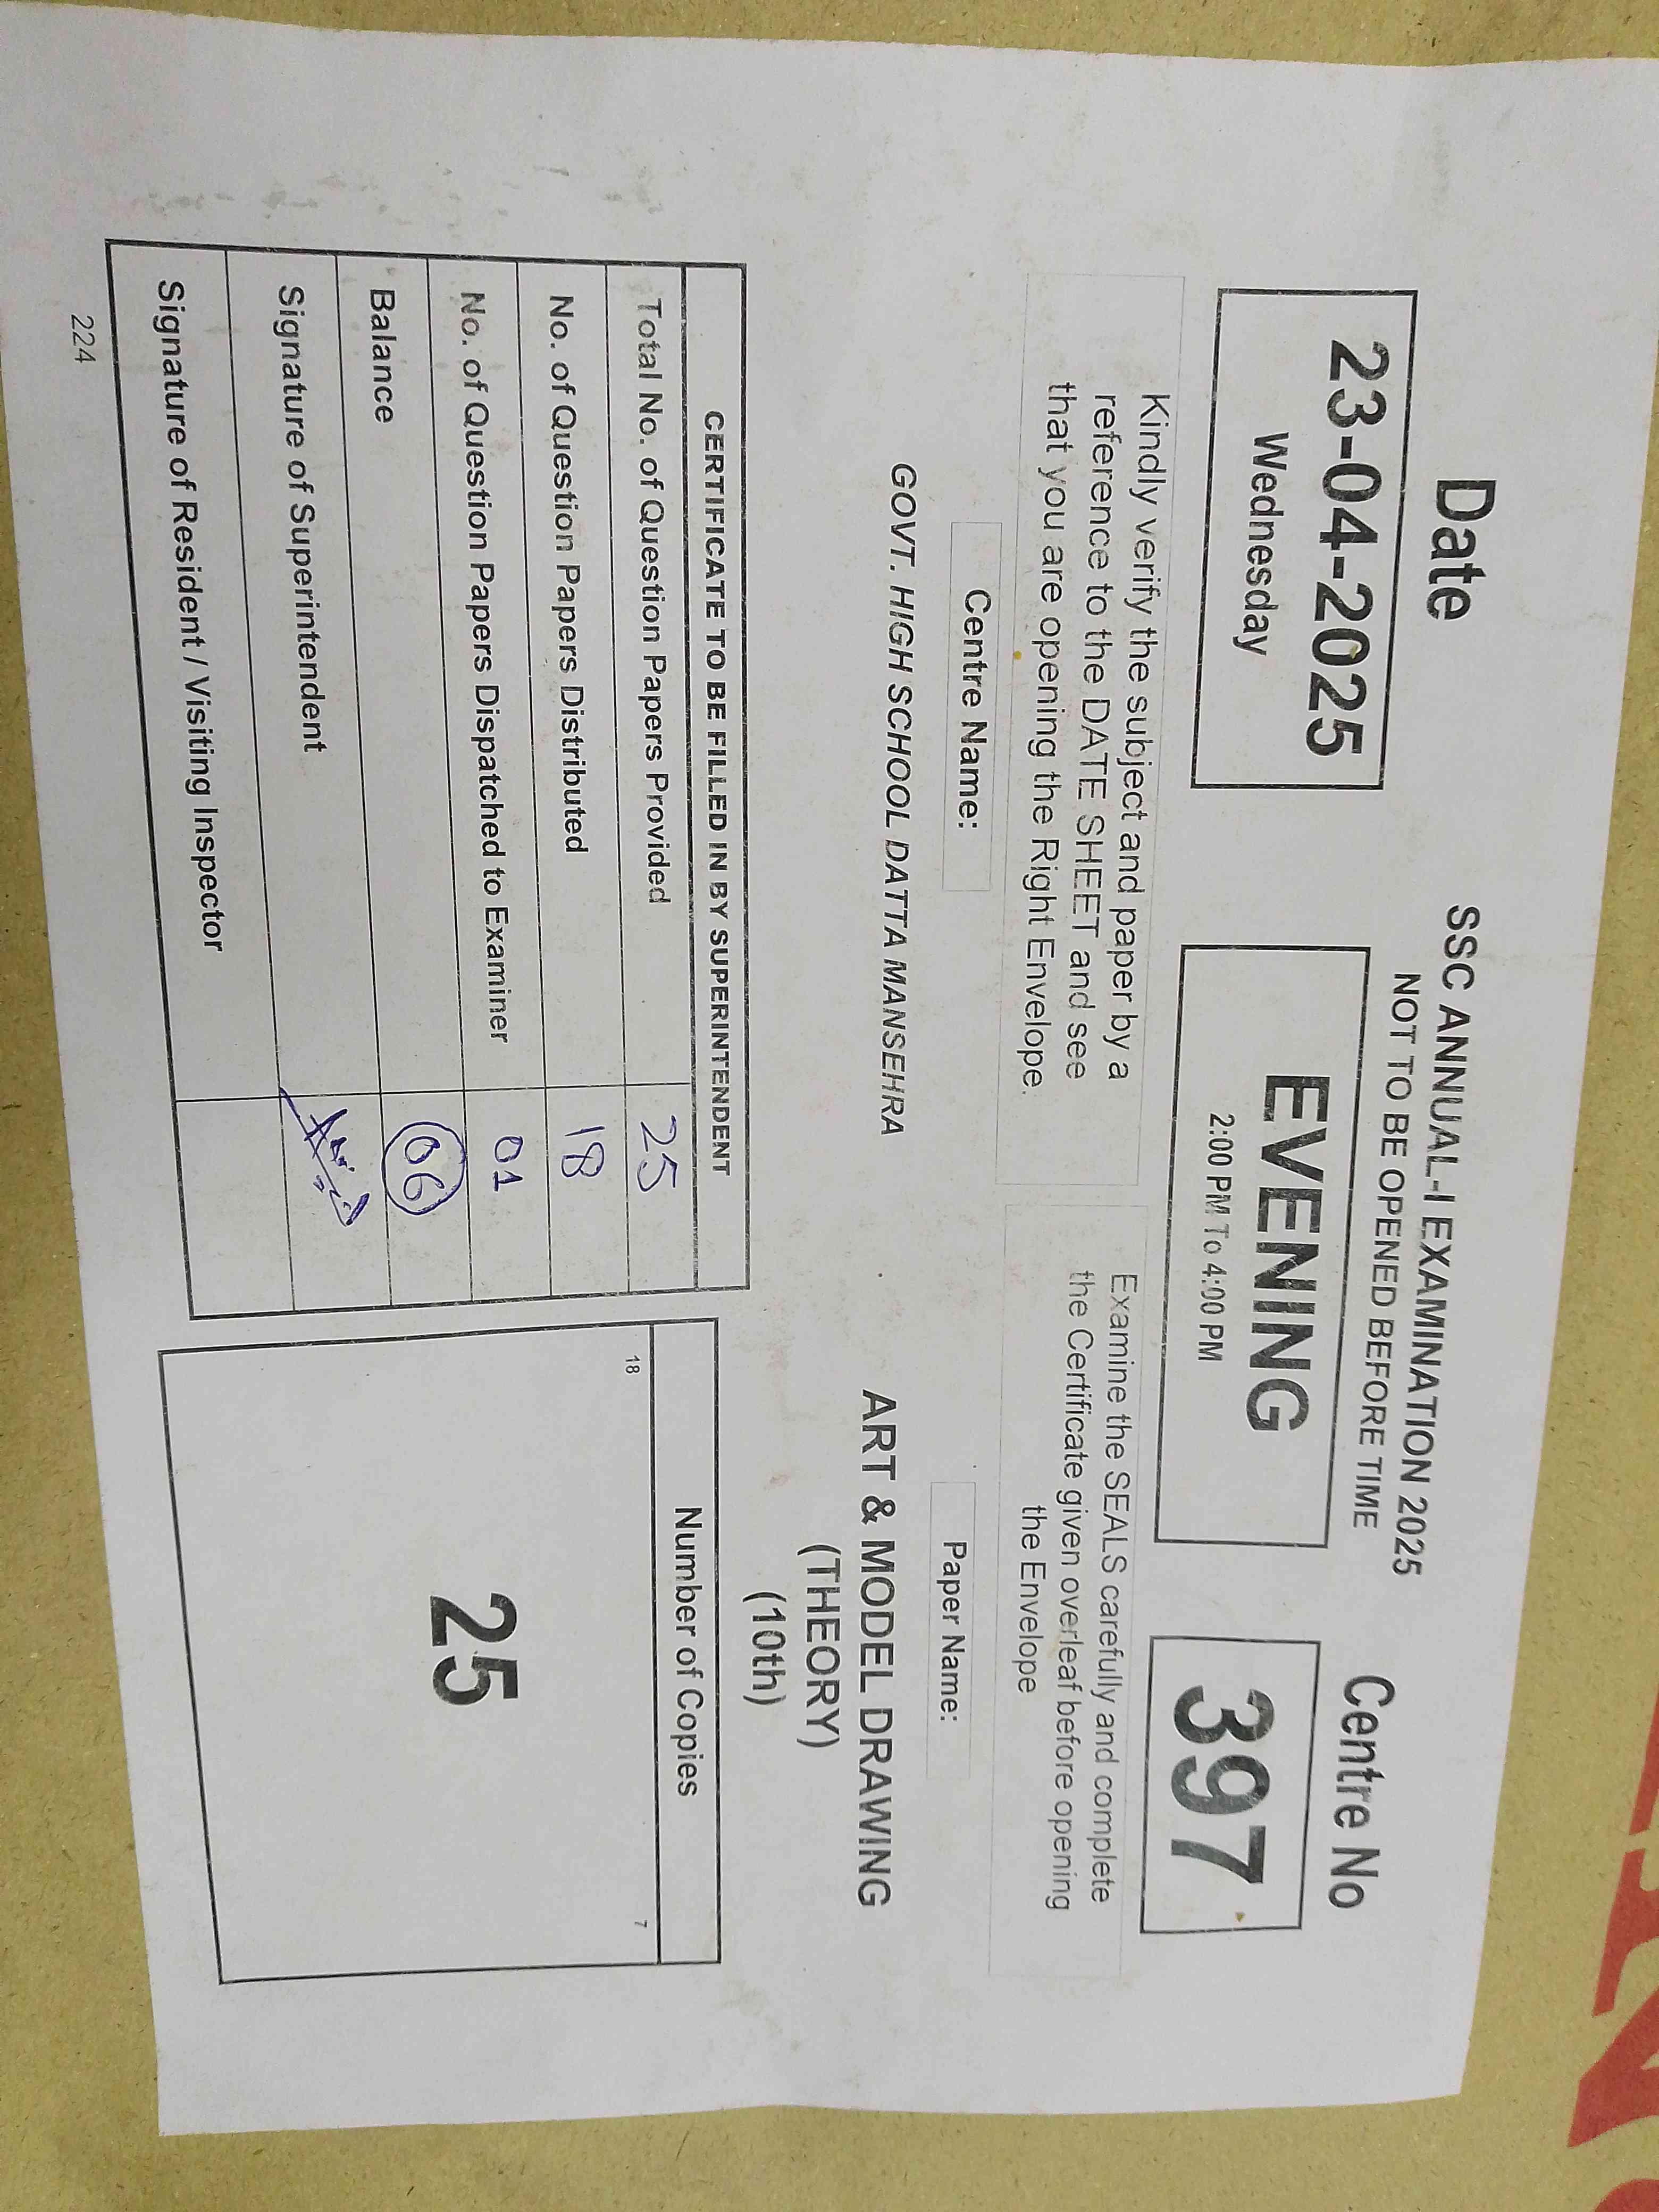 SSC ANNUAL-I EXAMINATION 2025
NOT TO BE OPENED BEFORE TIME
Date
23-04-2025
Wednesday
EVENING
2:00 PM To 4:00 PM
Centre No
397
Kindly verify the subject and paper by a
reference to the DATE SHEET and see
that you are opening the Right Envelope.
Examine the SEALS carefully and complete
the Certificate given overleaf before opening
the Envelope
Centre Name:
GOVT. HIGH SCHOOL DATTA MANSEHRA
Paper Name:
ART & MODEL DRAWING
(THEORY)
(10th)
CERTIFICATE TO BE FILLED IN BY SUPERINTENDENT
Total No. of Question Papers Provided 25
No. of Question Papers Distributed 18
No. of Question Papers Dispatched to Examiner 01
Balance 06
Signature of Superintendent
Signature of Resident / Visiting Inspector
Number of Copies
18 7
25
224